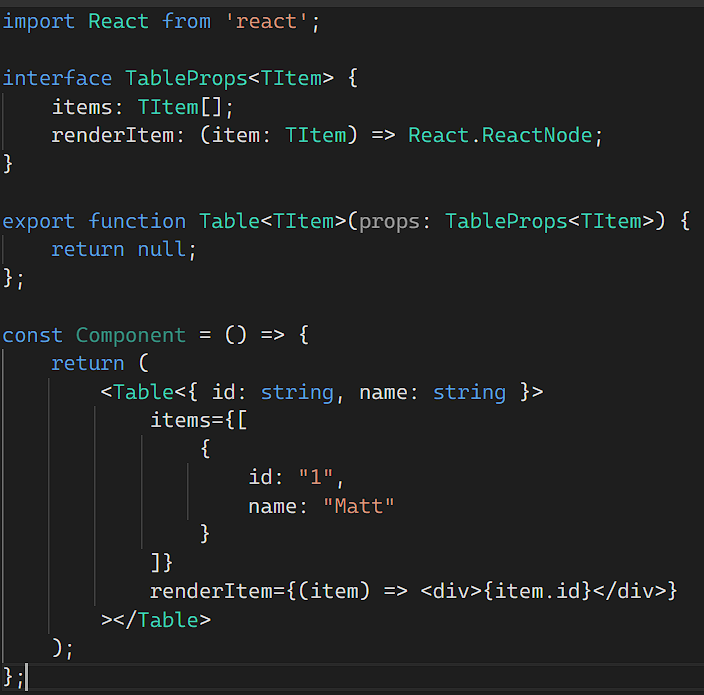 import React from 'react';
interface TableProps<TItem> {
    items: TItem[];
    renderItem: (item: TItem) => React.ReactNode;
}
export function Table<TItem>(props: TableProps<TItem>) {
    return null;
};
const Component = () => {
    return (
        <Table<{ id: string, name: string }>
            items={[
                {
                    id: "1",
                    name: "Matt"
                }
            ]}
            renderItem={(item) => <div>{item.id}</div>}
        ></Table>
    );
};